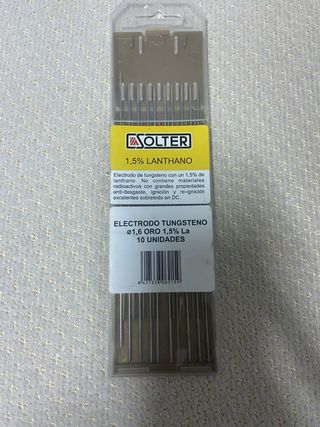 SOLTER
1,5% LANTHANO
Electrodo de tungsteno con un 1,5% de
lanthano. No contiene materiales
radioactivos con grandes propiedades
anti-desgaste, ignición y re-ignición
excelentes sobretodo en DC.
ELECTRODO TUNGSTENO
ø1,6 ORO 1,5% La
10 UNIDADES